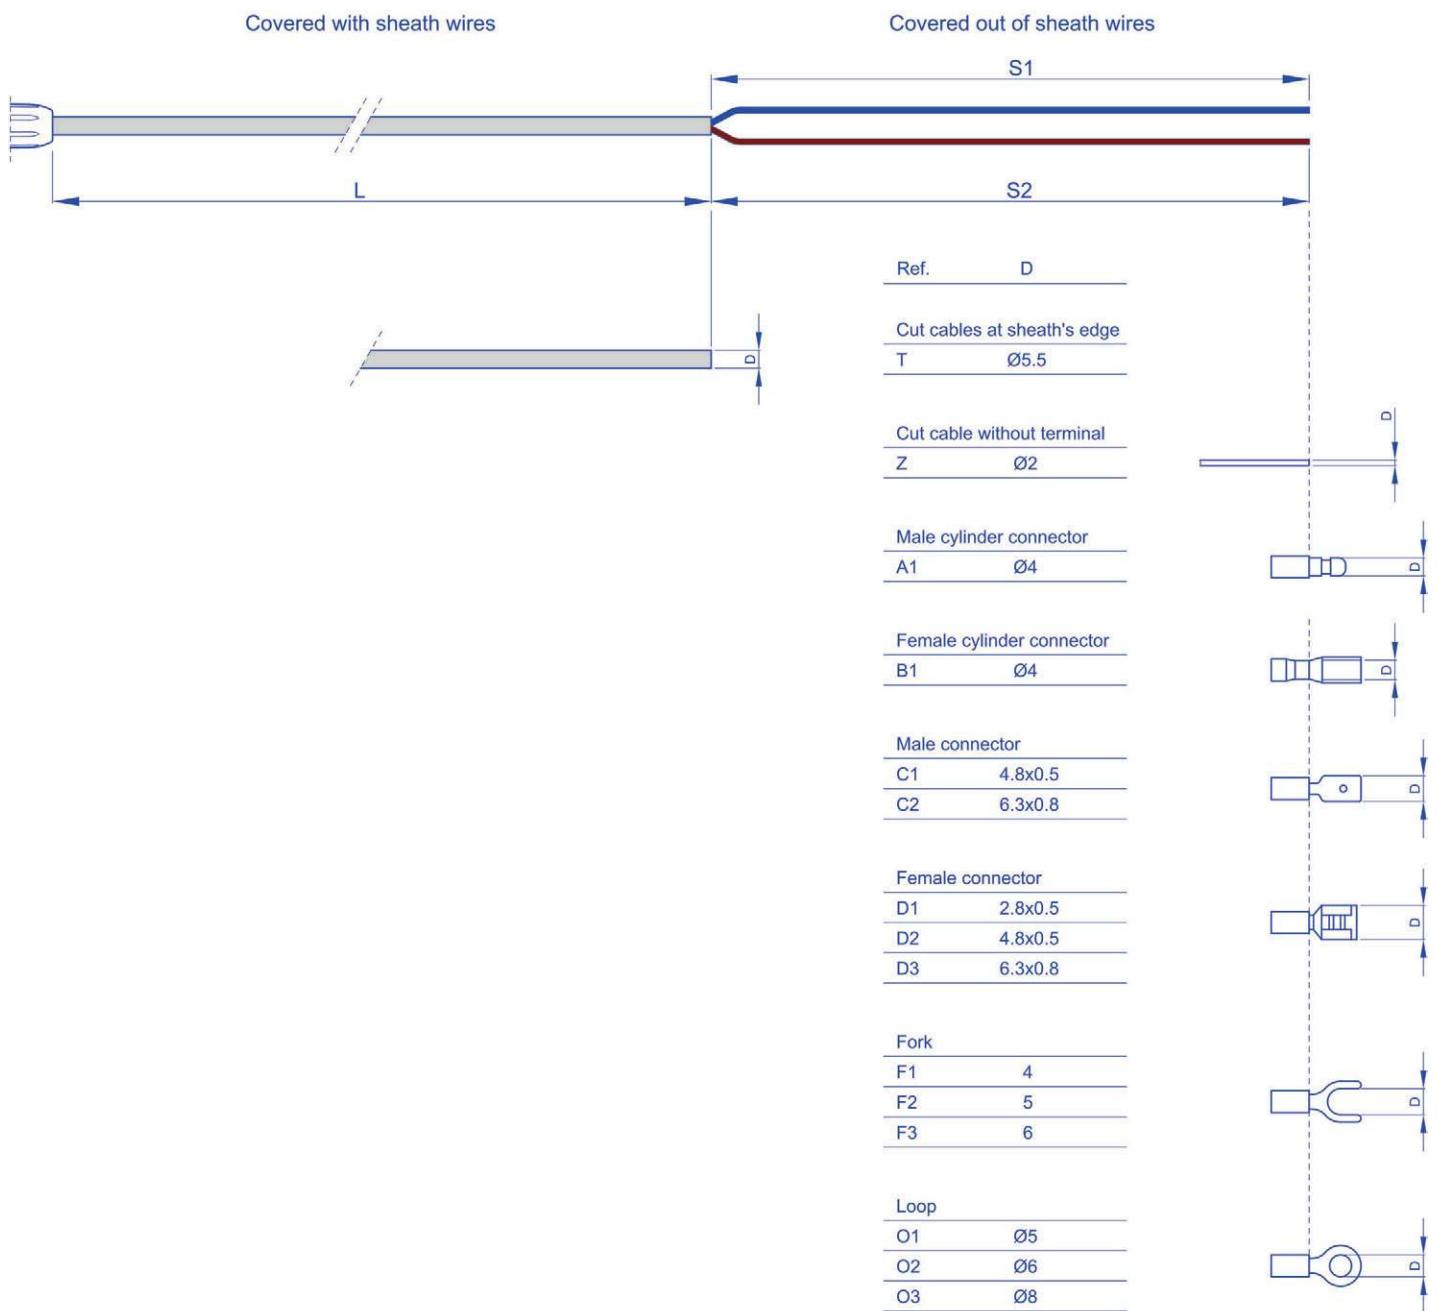 Covered with sheath wires
Covered out of sheath wires
S1
L
S2
Ref. D
Cut cables at sheath's edge
T Ø5.5
D
Cut cable without terminal
Z Ø2
D
Male cylinder connector
A1 Ø4
D
Female cylinder connector
B1 Ø4
D
Male connector
C1 4.8x0.5
C2 6.3x0.8
D
Female connector
D1 2.8x0.5
D2 4.8x0.5
D3 6.3x0.8
D
Fork
F1 4
F2 5
F3 6
D
Loop
O1 Ø5
O2 Ø6
O3 Ø8
D